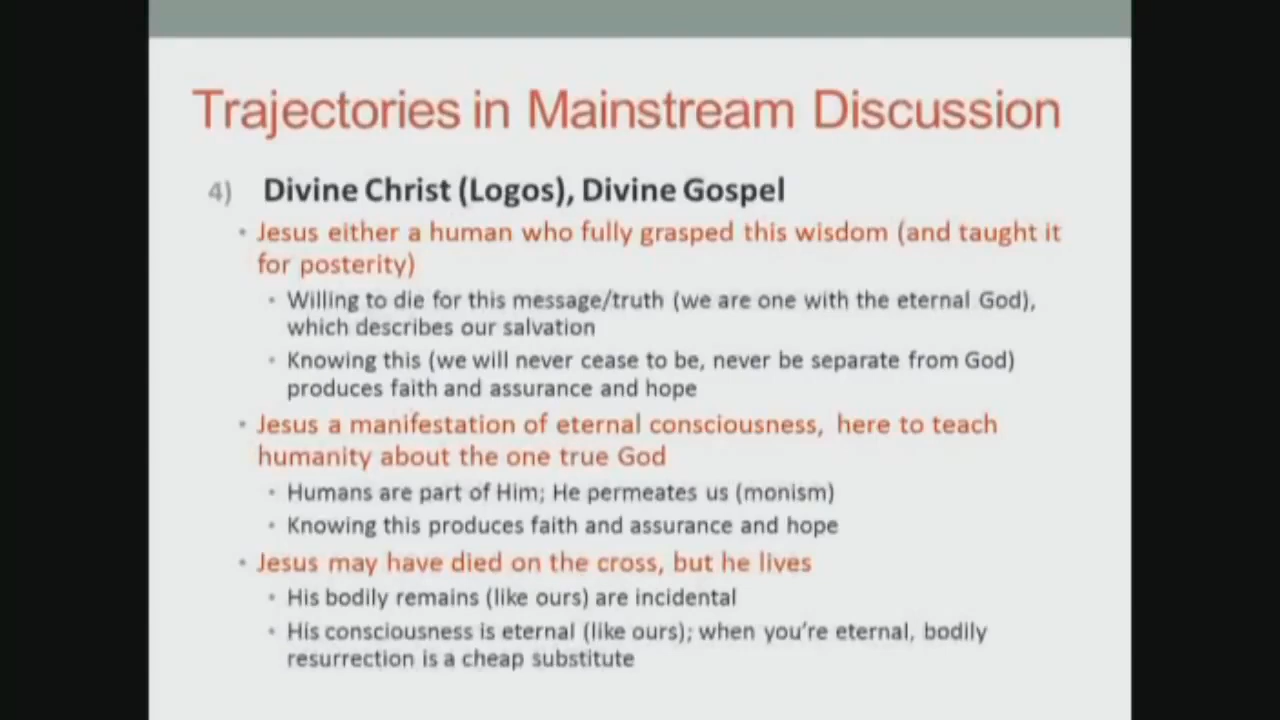 Trajectories in Mainstream Discussion
4) Divine Christ (Logos), Divine Gospel
• Jesus either a human who fully grasped this wisdom (and taught it
for posterity)
• Willing to die for this message/truth (we are one with the eternal God),
which describes our salvation
• Knowing this (we will never cease to be, never be separate from God)
produces faith and assurance and hope
• Jesus a manifestation of eternal consciousness, here to teach
humanity about the one true God
• Humans are part of Him; He permeates us (monism)
• Knowing this produces faith and assurance and hope
• Jesus may have died on the cross, but he lives
• His bodily remains (like ours) are incidental
• His consciousness is eternal (like ours); when you're eternal, bodily
resurrection is a cheap substitute